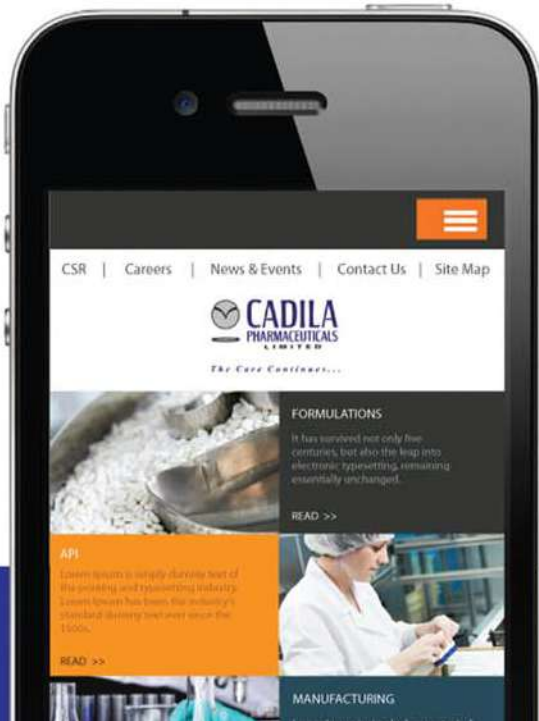 CSR | Careers | News & Events | Contact Us | Site Map
CADILA
PHARMACEUTICALS
LIMITED
The Care Continues...
FORMULATIONS
It has survived not only five
centuries, but also the leap into
electronic typesetting, remaining
essentially unchanged.
READ >>
API
Lorem Ipsum is simply dummy text of
the printing and typesetting industry.
Lorem Ipsum has been the industry's
standard dummy text ever since the
1500s,
READ >>
MANUFACTURING